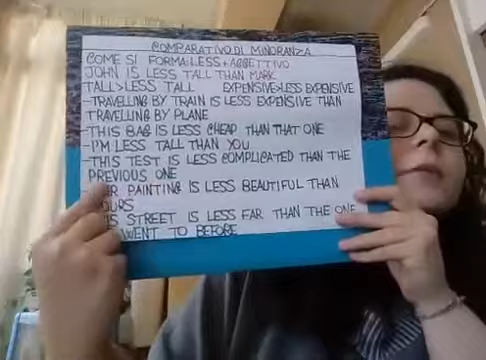 COMPARATIVO DI MINORANZA
COME SI FORMA: LESS + AGGETTIVO
JOHN IS LESS TALL THAN MARK
TALL>LESS TALL EXPENSIVE>LESS EXPENSIVE
-TRAVELLING BY TRAIN IS LESS EXPENSIVE THAN
TRAVELLING BY PLANE
-THIS BAG IS LESS CHEAP THAN THAT ONE
-I'M LESS TALL THAN YOU
-THIS TEST IS LESS COMPLICATED THAN THE
PREVIOUS ONE
PAINTING IS LESS BEAUTIFUL THAN
OURS
STREET IS LESS FAR THAN THE ONE
WENT TO BEFORE